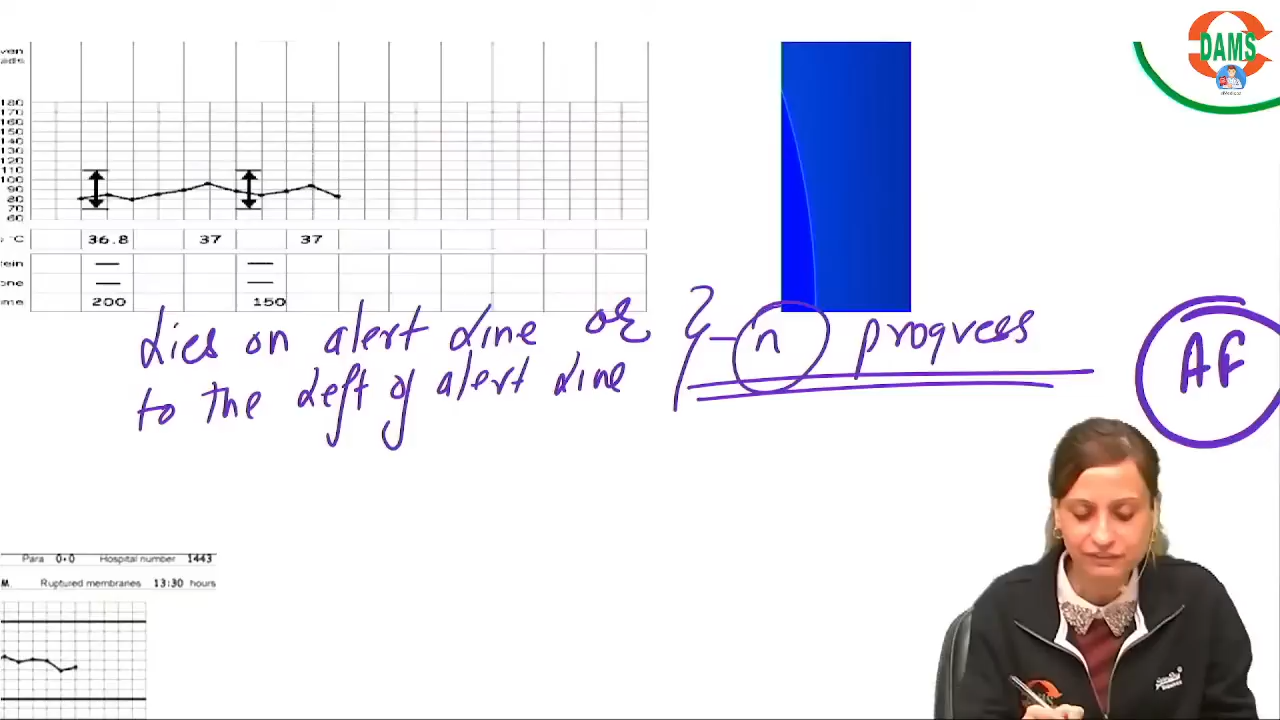 DAMS
180
170
150
140
130
120
110
100
90
80
70
60
°C 36.8 37 37
200 150
Lies on alert Line or } - n progress
to the Left of alert Line
AF
Para 0+0 Hospital number 1443
M. Ruptured membranes 13:30 hours